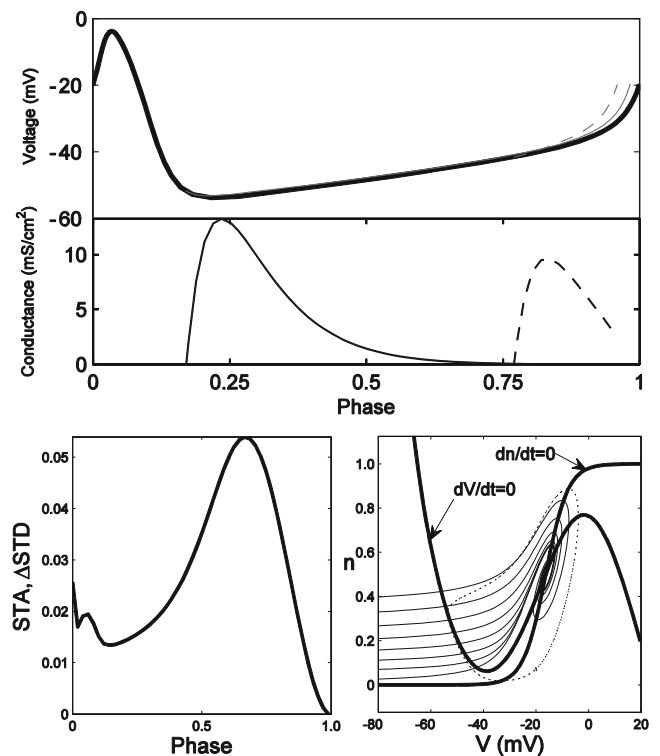 0
-20
-40
-60
Voltage (mV)
10
5
0
Conductance (mS/cm²)
0 0.25 0.5 0.75 1
Phase
0.05
0.04
0.03
0.02
0.01
0
STA, ΔSTD
0 0.5 1.0
Phase
dn/dt=0
dV/dt=0
1.0
0.8
0.6
n
0.4
0.2
0
-80 -60 -40 -20 0 20
V (mV)